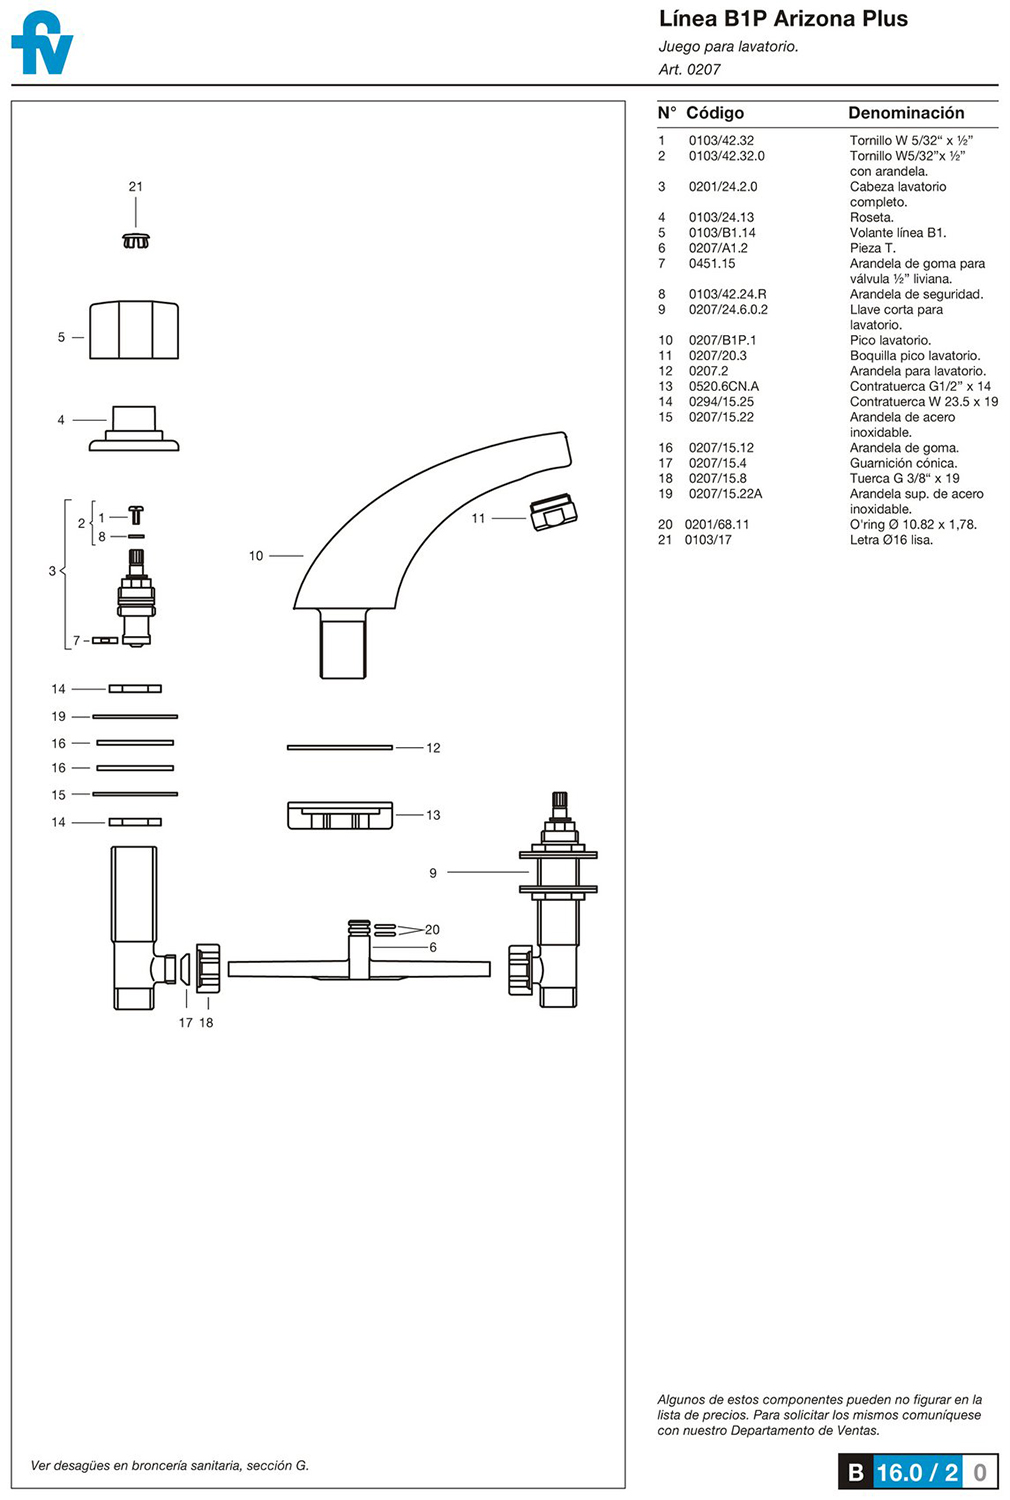 fv
Línea B1P Arizona Plus
Juego para lavatorio.
Art. 0207
N° Código Denominación
1 0103/42.32 Tornillo W 5/32“ x ½”
2 0103/42.32.0 Tornillo W5/32”x ½”
con arandela.
3 0201/24.2.0 Cabeza lavatorio
completo.
4 0103/24.13 Roseta.
5 0103/B1.14 Volante línea B1.
6 0207/A1.2 Pieza T.
7 0451.15 Arandela de goma para
válvula ½” liviana.
8 0103/42.24.R Arandela de seguridad.
9 0207/24.6.0.2 Llave corta para
lavatorio.
10 0207/B1P.1 Pico lavatorio.
11 0207/20.3 Boquilla pico lavatorio.
12 0207.2 Arandela para lavatorio.
13 0520.6CN.A Contratuerca G1/2” x 14
14 0294/15.25 Contratuerca W 23.5 x 19
15 0207/15.22 Arandela de acero
inoxidable.
16 0207/15.12 Arandela de goma.
17 0207/15.4 Guarnición cónica.
18 0207/15.8 Tuerca G 3/8“ x 19
19 0207/15.22A Arandela sup. de acero
inoxidable.
20 0201/68.11 O'ring Ø 10.82 x 1,78.
21 0103/17 Letra Ø16 lisa.
21
5
4
1
2
8
3
7
11
10
14
19
16
16
15
14
12
13
9
20
6
17 18
Algunos de estos componentes pueden no figurar en la
lista de precios. Para solicitar los mismos comuníquese
con nuestro Departamento de Ventas.
Ver desagües en broncería sanitaria, sección G.
B 16.0 / 2 0